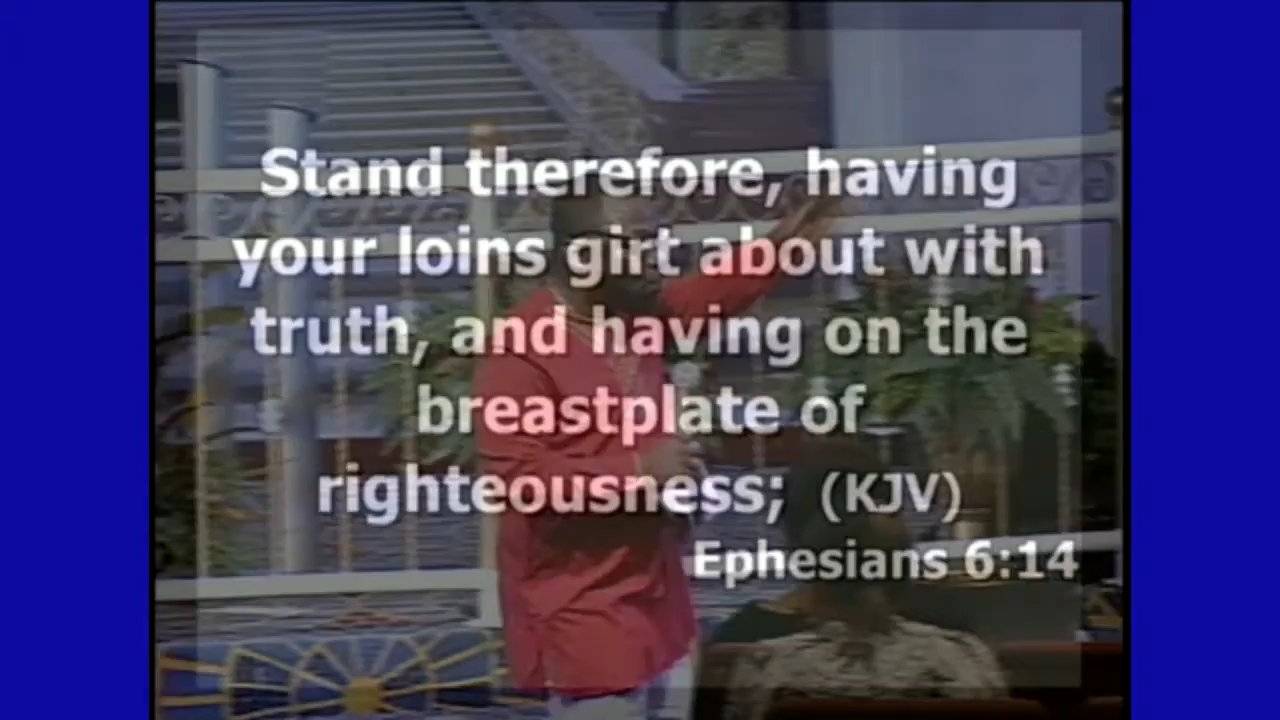 Stand therefore, having
your loins girt about with
truth, and having on the
breastplate of
righteousness; (KJV)
Ephesians 6:14